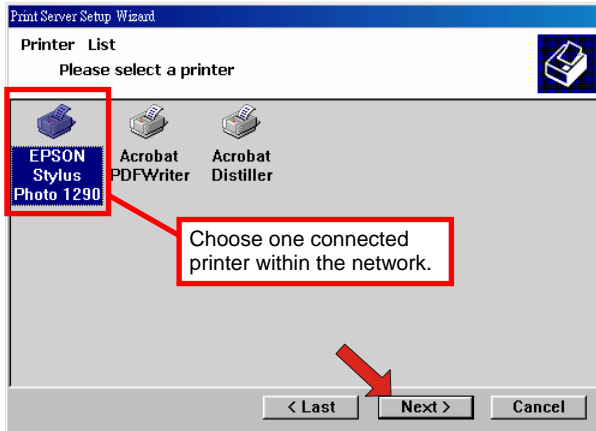 Print Server Setup Wizard
Printer List
Please select a printer
EPSON
Stylus
Photo 1290
Acrobat
PDFWriter
Acrobat
Distiller
Choose one connected
printer within the network.
< Last
Next >
Cancel